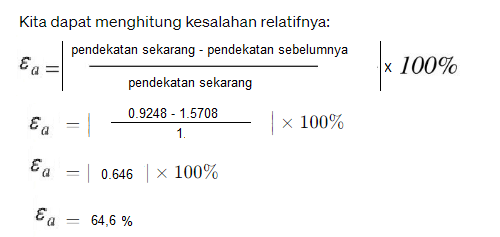 Kita dapat menghitung kesalahan relatifnya:
pendekatan sekarang - pendekatan sebelumnya
εa = | | x 100%
pendekatan sekarang
0.9248 - 1.5708
εa = | | × 100%
1.
εa = | 0.646 | × 100%
εa = 64,6 %